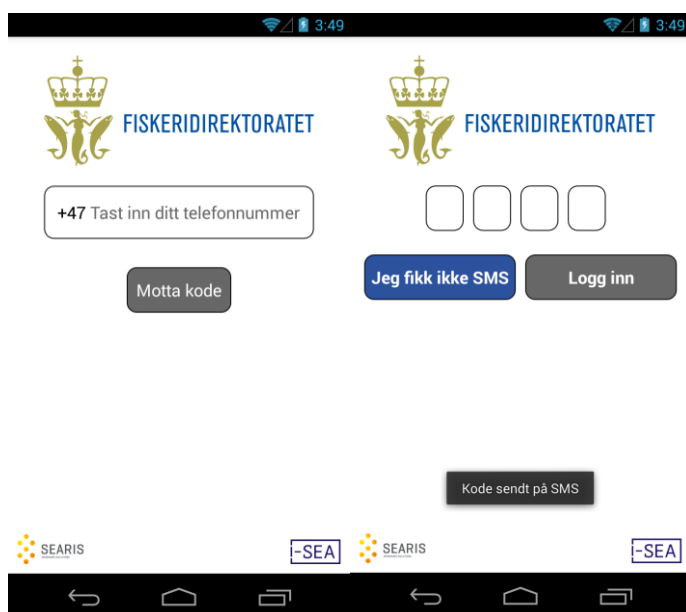 3:49
FISKERIDIREKTORATET
+47 Tast inn ditt telefonnummer
Motta kode
SEARIS
i-SEA
3:49
FISKERIDIREKTORATET
Jeg fikk ikke SMS
Logg inn
Kode sendt på SMS
SEARIS
i-SEA